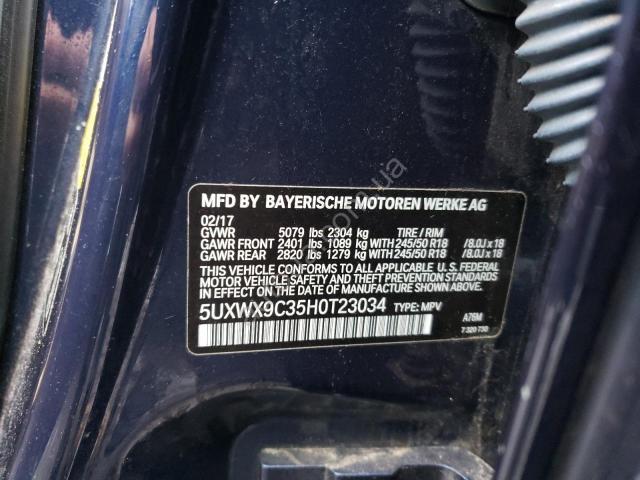 MFD BY BAYERISCHE MOTOREN WERKE AG
02/17
GVWR 5079 lbs 2304 kg TIRE / RIM
GAWR FRONT 2401 lbs 1089 kg WITH 245/50 R18 /8.0J x 18
GAWR REAR 2820 lbs 1279 kg WITH 245/50 R18 /8.0J x 18
THIS VEHICLE CONFORMS TO ALL APPLICABLE U.S. FEDERAL
MOTOR VEHICLE SAFETY AND THEFT PREVENTION STANDARDS
IN EFFECT ON THE DATE OF MANUFACTURE SHOWN ABOVE.
5UXWX9C35H0T23034 TYPE: MPV
A76M
7 320 730